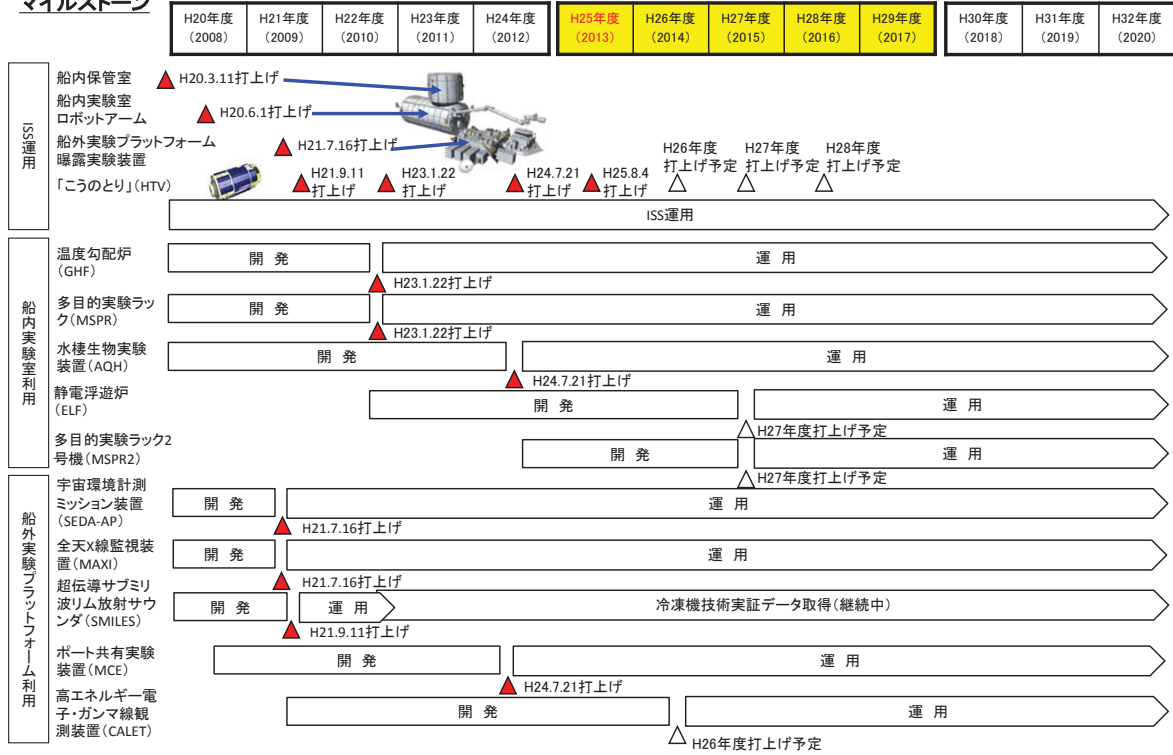 マイルストーン
H20年度 H21年度 H22年度 H23年度 H24年度 H25年度 H26年度 H27年度 H28年度 H29年度 H30年度 H31年度 H32年度
(2008) (2009) (2010) (2011) (2012) (2013) (2014) (2015) (2016) (2017) (2018) (2019) (2020)
ISS運用
船内保管室
H20.3.11打上げ
船内実験室
ロボットアーム
H20.6.1打上げ
船外実験プラットフォーム
曝露実験装置
H21.7.16打上げ
「こうのとり」(HTV)
H21.9.11
打上げ
H23.1.22
打上げ
H24.7.21
打上げ
H25.8.4
打上げ
H26年度
打上げ予定
H27年度
打上げ予定
H28年度
打上げ予定
ISS運用
船内実験室利用
温度勾配炉
(GHF)
開 発
運 用
H23.1.22打上げ
多目的実験ラッ
ク(MSPR)
開 発
運 用
H23.1.22打上げ
水棲生物実験
装置(AQH)
開 発
運 用
H24.7.21打上げ
静電浮遊炉
(ELF)
開 発
運 用
H27年度打上げ予定
多目的実験ラック2
号機(MSPR2)
開 発
運 用
H27年度打上げ予定
船外実験プラットフォーム利用
宇宙環境計測
ミッション装置
(SEDA-AP)
開 発
運 用
H21.7.16打上げ
全天X線監視装
置(MAXI)
開 発
運 用
H21.7.16打上げ
超伝導サブミリ
波リム放射サウ
ンダ(SMILES)
開 発
運 用
冷凍機技術実証データ取得(継続中)
H21.9.11打上げ
ポート共有実験
装置(MCE)
開 発
運 用
H24.7.21打上げ
高エネルギー電
子・ガンマ線観
測装置(CALET)
開 発
運 用
H26年度打上げ予定